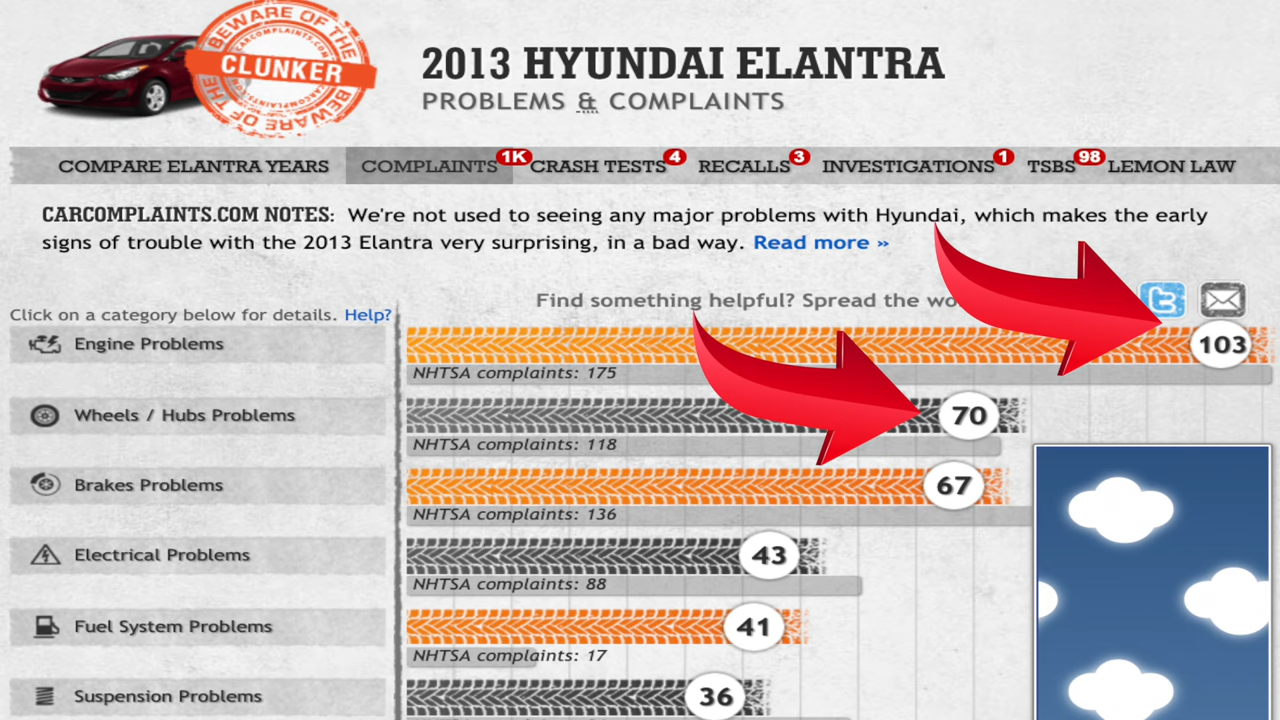 BEWARE OF THE
CARCOMPLAINTS.COM
CLUNKER
CARCOMPLAINTS.COM
BEWARE OF THE
2013 HYUNDAI ELANTRA
PROBLEMS & COMPLAINTS
COMPARE ELANTRA YEARS COMPLAINTS 1K CRASH TESTS 4 RECALLS 3 INVESTIGATIONS 1 TSBS 98 LEMON LAW
CARCOMPLAINTS.COM NOTES: We're not used to seeing any major problems with Hyundai, which makes the early
signs of trouble with the 2013 Elantra very surprising, in a bad way. Read more »
Find something helpful? Spread the wo
Click on a category below for details. Help?
Engine Problems 103
NHTSA complaints: 175
Wheels / Hubs Problems 70
NHTSA complaints: 118
Brakes Problems 67
NHTSA complaints: 136
Electrical Problems 43
NHTSA complaints: 88
Fuel System Problems 41
NHTSA complaints: 17
Suspension Problems 36